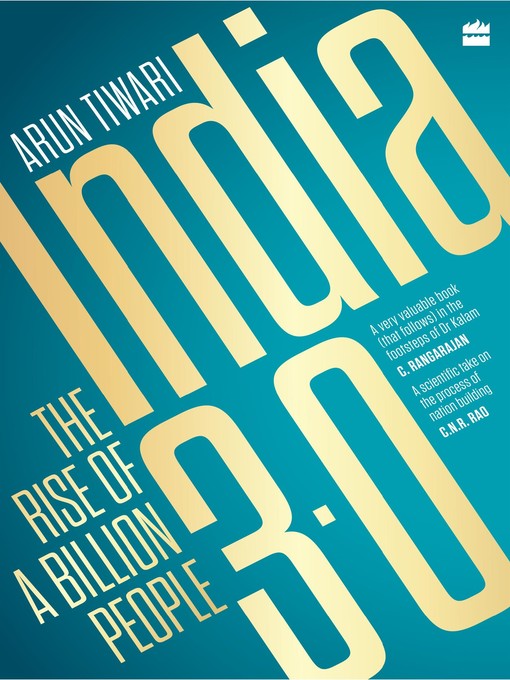 ARUN TIWARI
India
3.0
THE
RISE OF
A BILLION
PEOPLE
A very valuable book
(that follows) in the
footsteps of Dr Kalam
C. RANGARAJAN
A scientific take on
the process of
nation building
C.N.R. RAO